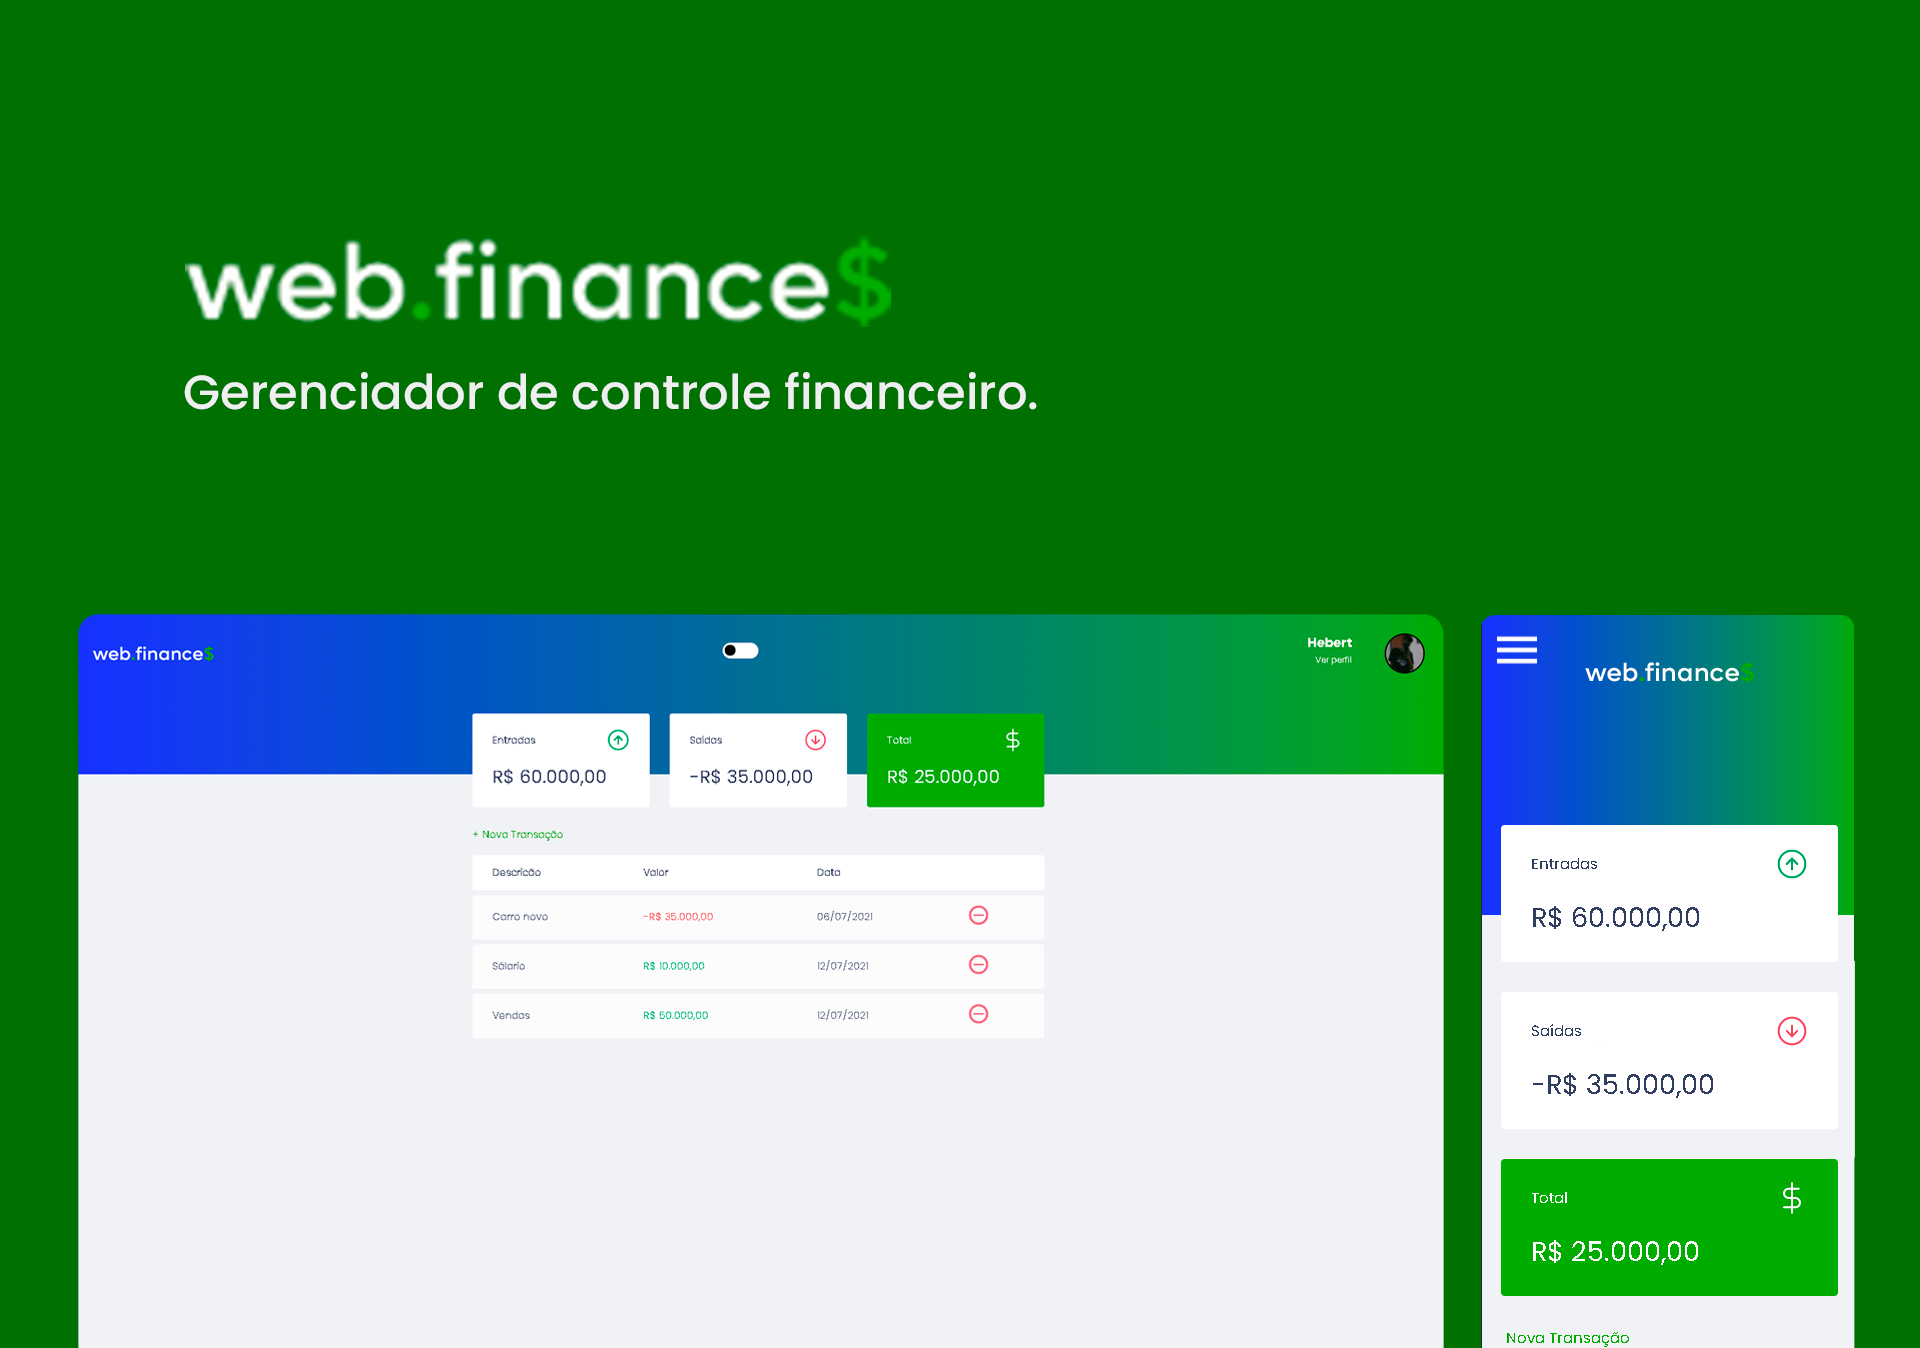 web.finance$
Gerenciador de controle financeiro.
web.finance$
Hebert
Ver perfil
Entradas
R$ 60.000,00
Saídas
-R$ 35.000,00
Total
$
R$ 25.000,00
+ Nova Transação
Descricão Valor Data
Carro novo -R$ 35.000,00 06/07/2021
Sálario R$ 10.000,00 12/07/2021
Vendas R$ 50.000,00 12/07/2021
web.finance$
Entradas
R$ 60.000,00
Saídas
-R$ 35.000,00
Total
$
R$ 25.000,00
Nova Transação